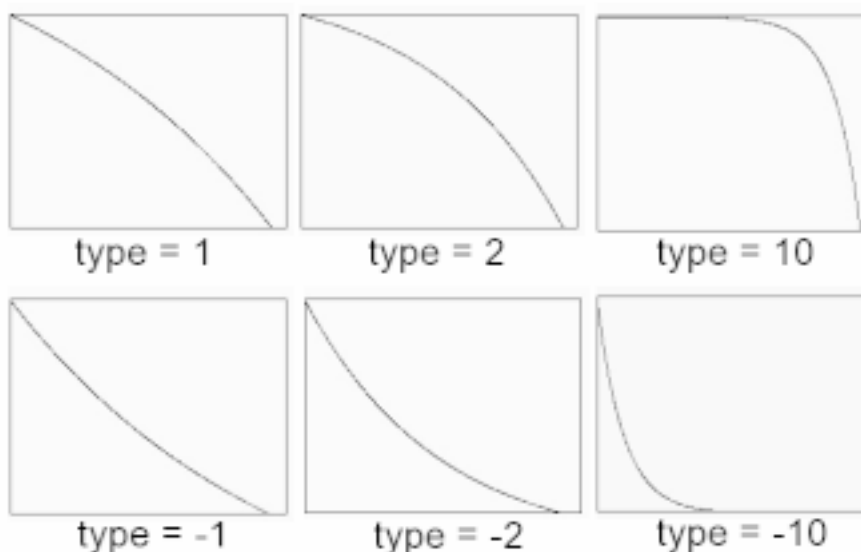 type = 1
type = 2
type = 10
type = -1
type = -2
type = -10